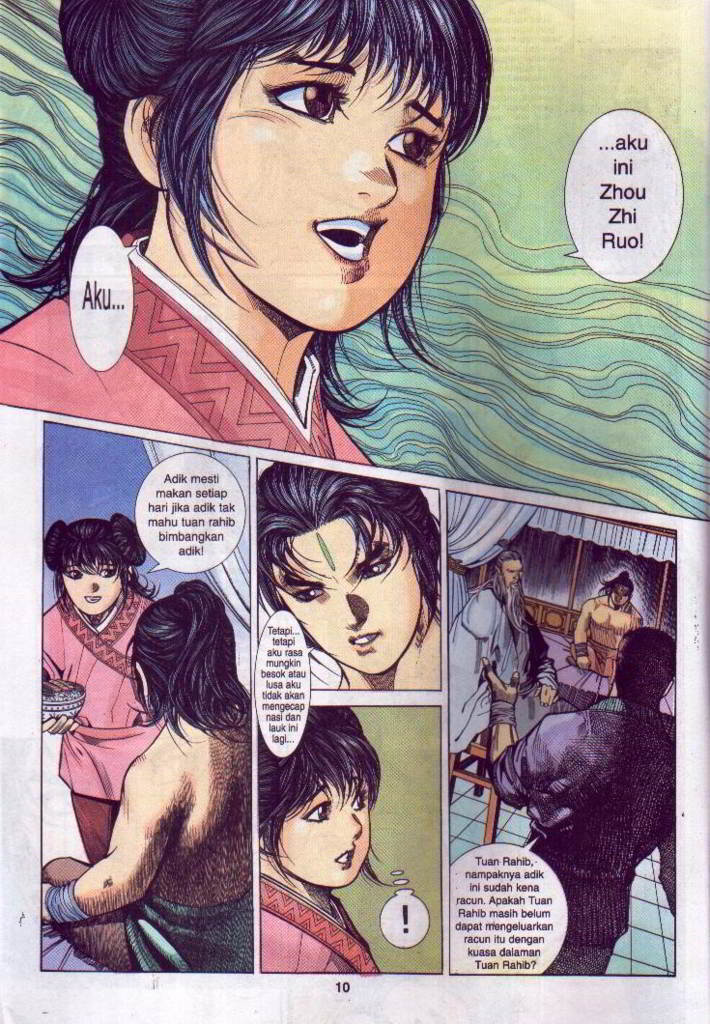 Aku...
...aku
ini
Zhou
Zhi
Ruo!
Adik mesti
makan setiap
hari jika adik tak
mahu tuan rahib
bimbangkan
adik!
Tetapi...
tetapi
aku rasa
mungkin
besok atau
lusa aku
tidak akan
mengecap
nasi dan
lauk ini
lagi...
!
Tuan Rahib,
nampaknya adik
ini sudah kena
racun. Apakah Tuan
Rahib masih belum
dapat mengeluarkan
racun itu dengan
kuasa dalaman
Tuan Rahib?
10